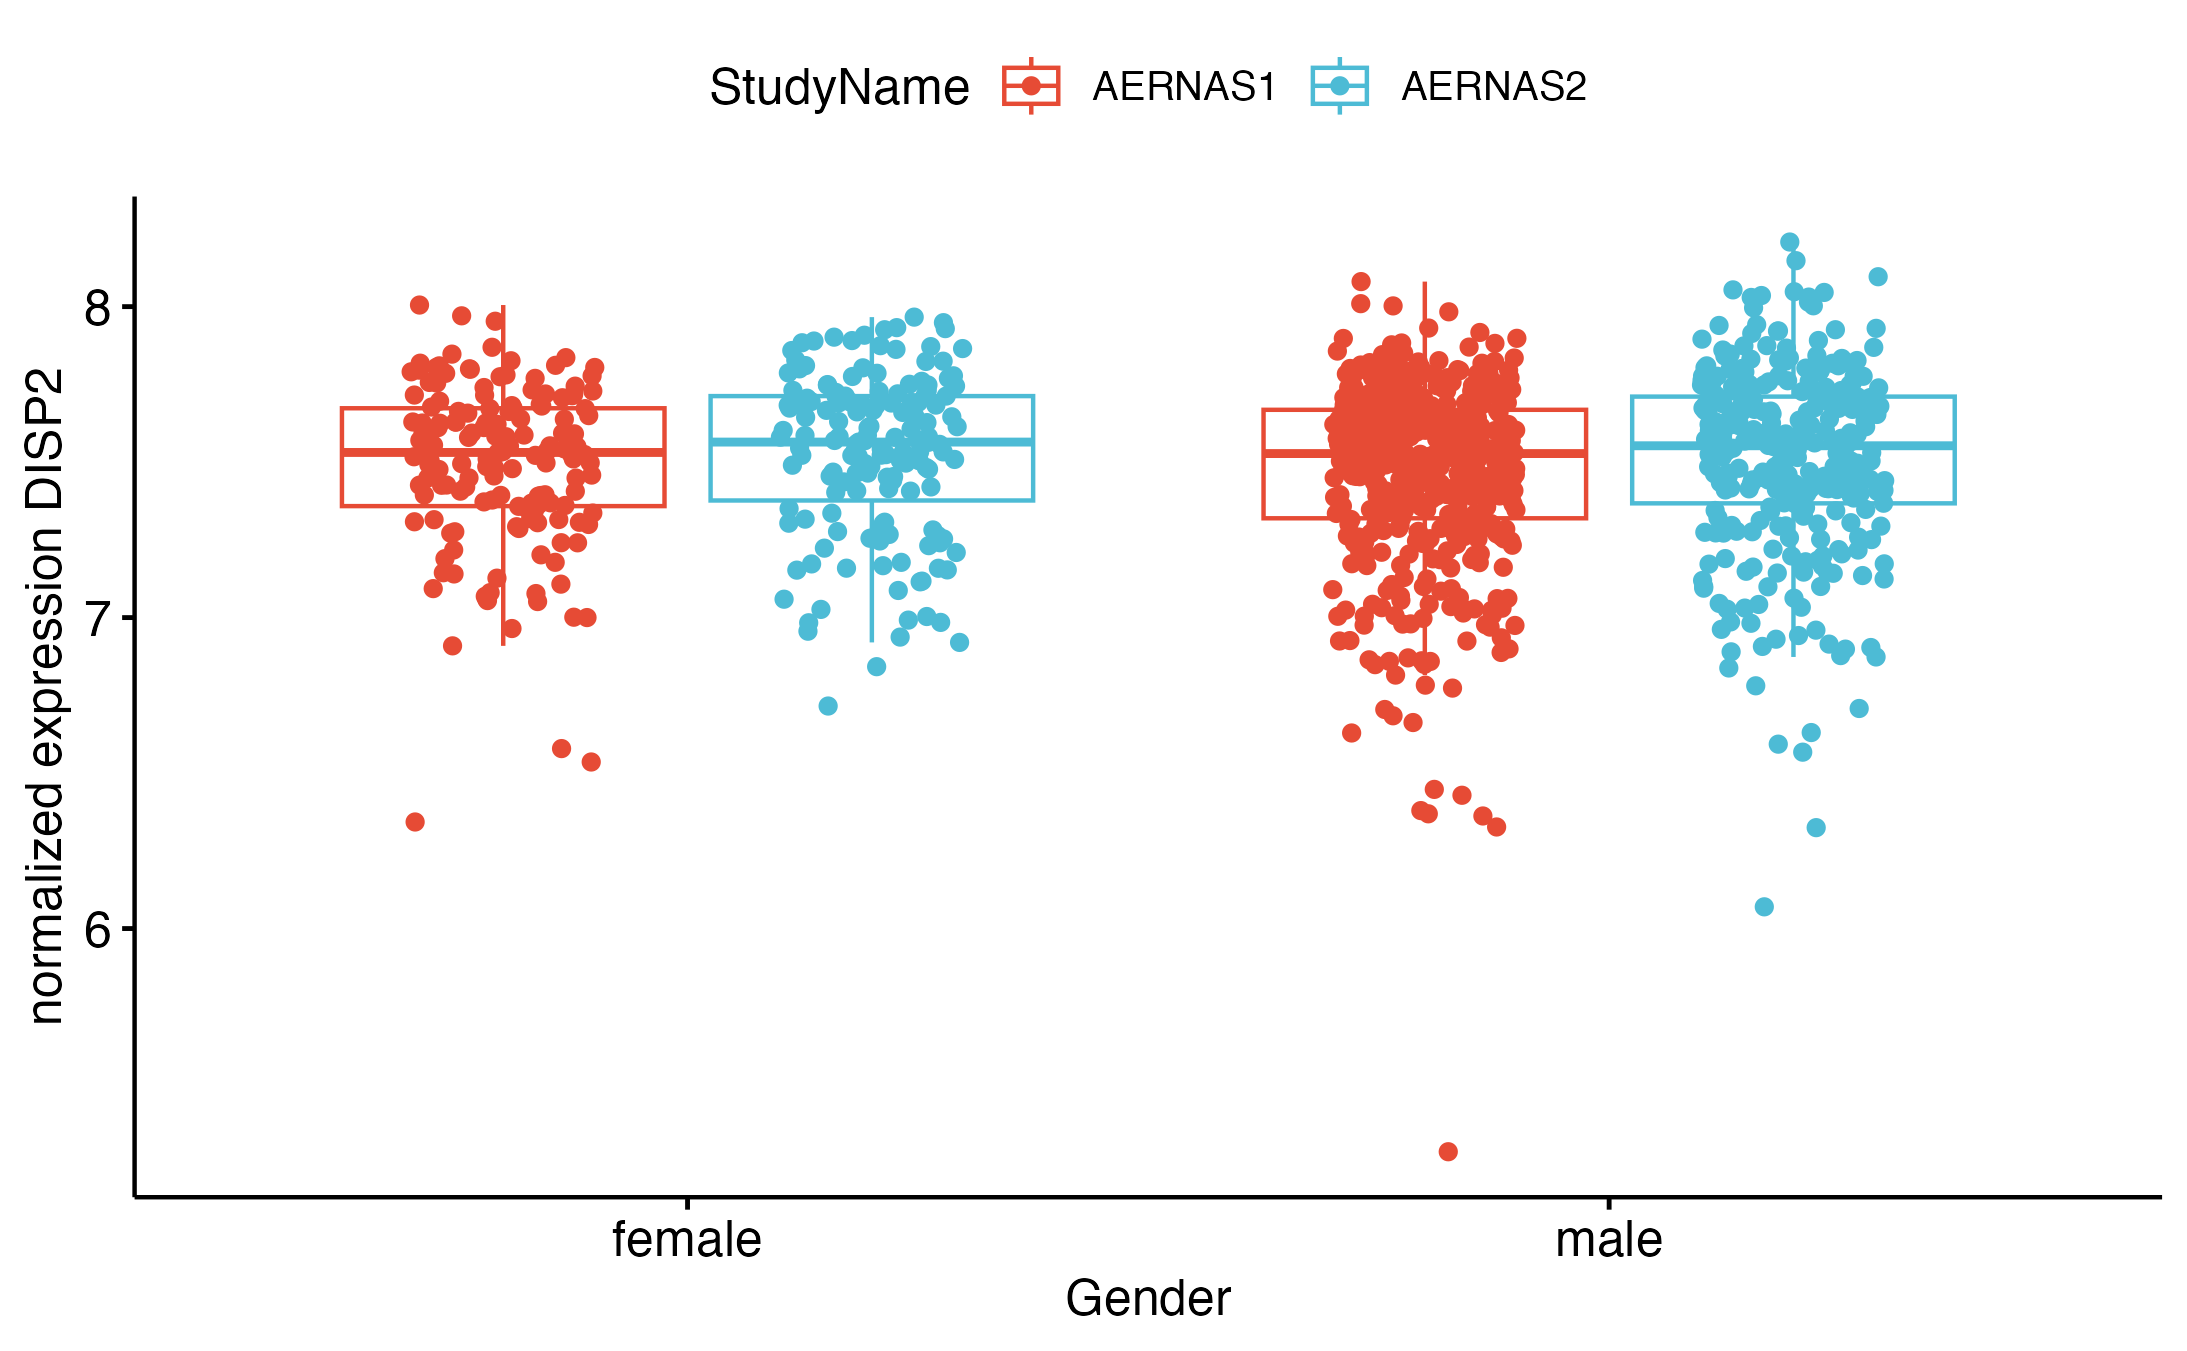 StudyName AERNAS1 AERNAS2
normalized expression DISP2
8
7
6
female male
Gender